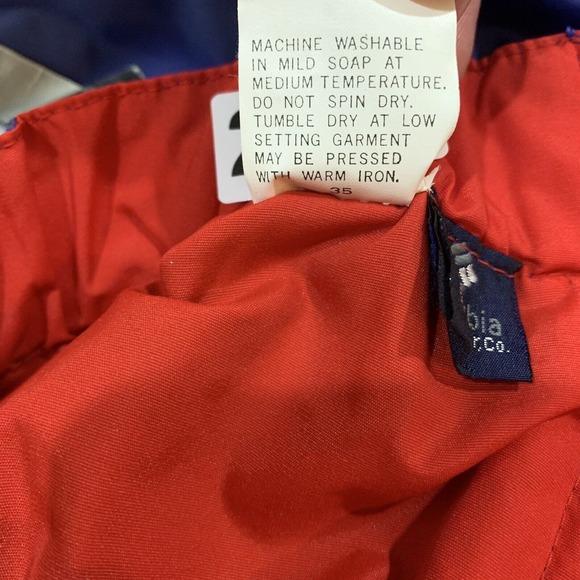 MACHINE WASHABLE
IN MILD SOAP AT
MEDIUM TEMPERATURE.
DO NOT SPIN DRY.
TUMBLE DRY AT LOW
SETTING GARMENT
MAY BE PRESSED
WITH WARM IRON.
35
bia
r, Co.